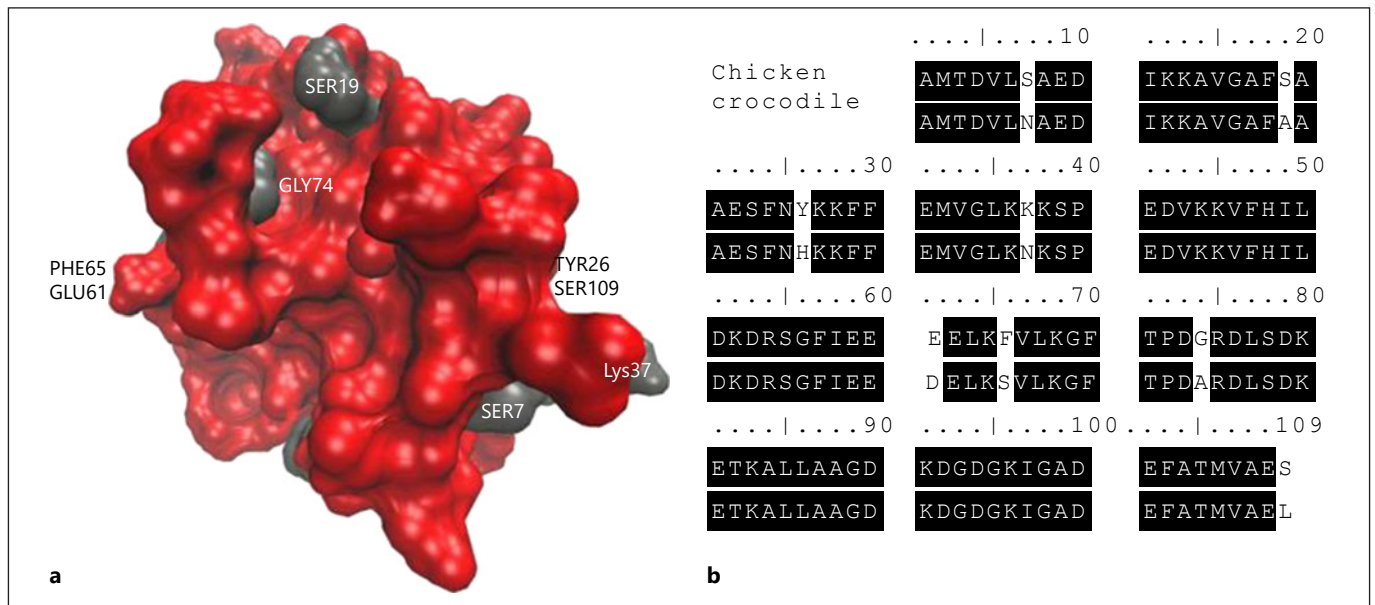 SER19
GLY74
PHE65
GLU61
TYR26
SER109
Lys37
SER7
a
....|....10 ....|....20
Chicken AMTDVLSAED IKKAVGAFSA
crocodile AMTDVLNAED IKKAVGAFAA
....|....30 ....|....40 ....|....50
AESFNYKKFF EMVGLKKKSP EDVKKVFHIL
AESFNHKKFF EMVGLKNKSP EDVKKVFHIL
....|....60 ....|....70 ....|....80
DKDRSGFIEE EELKFVLKGF TPDGRDLSDK
DKDRSGFIEE DELKSVLKGF TPDARDLSDK
....|....90 ....|....100 ....|....109
ETKALLAAGD KDGDGKIGAD EFATMVAES
ETKALLAAGD KDGDGKIGAD EFATMVAEL
b